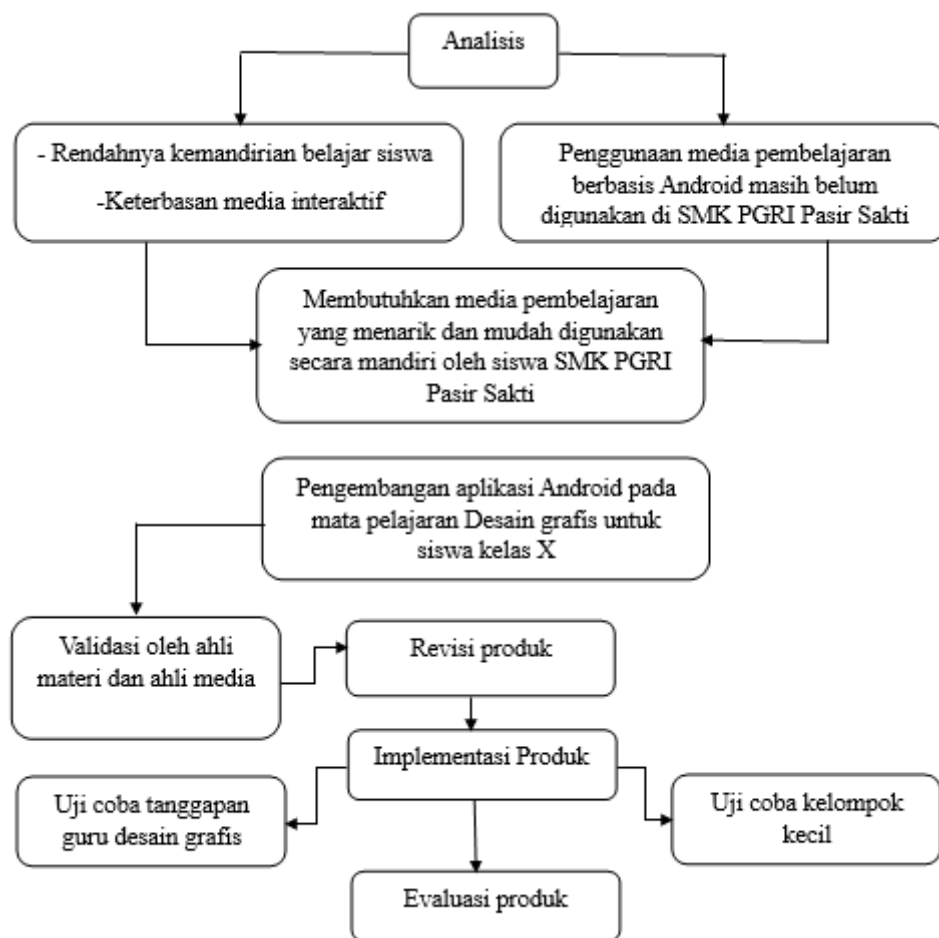 Analisis
- Rendahnya kemandirian belajar siswa
-Keterbasan media interaktif
Penggunaan media pembelajaran
berbasis Android masih belum
digunakan di SMK PGRI Pasir Sakti
Membutuhkan media pembelajaran
yang menarik dan mudah digunakan
secara mandiri oleh siswa SMK PGRI
Pasir Sakti
Pengembangan aplikasi Android pada
mata pelajaran Desain grafis untuk
siswa kelas X
Validasi oleh ahli
materi dan ahli media
Revisi produk
Implementasi Produk
Uji coba tanggapan
guru desain grafis
Uji coba kelompok
kecil
Evaluasi produk